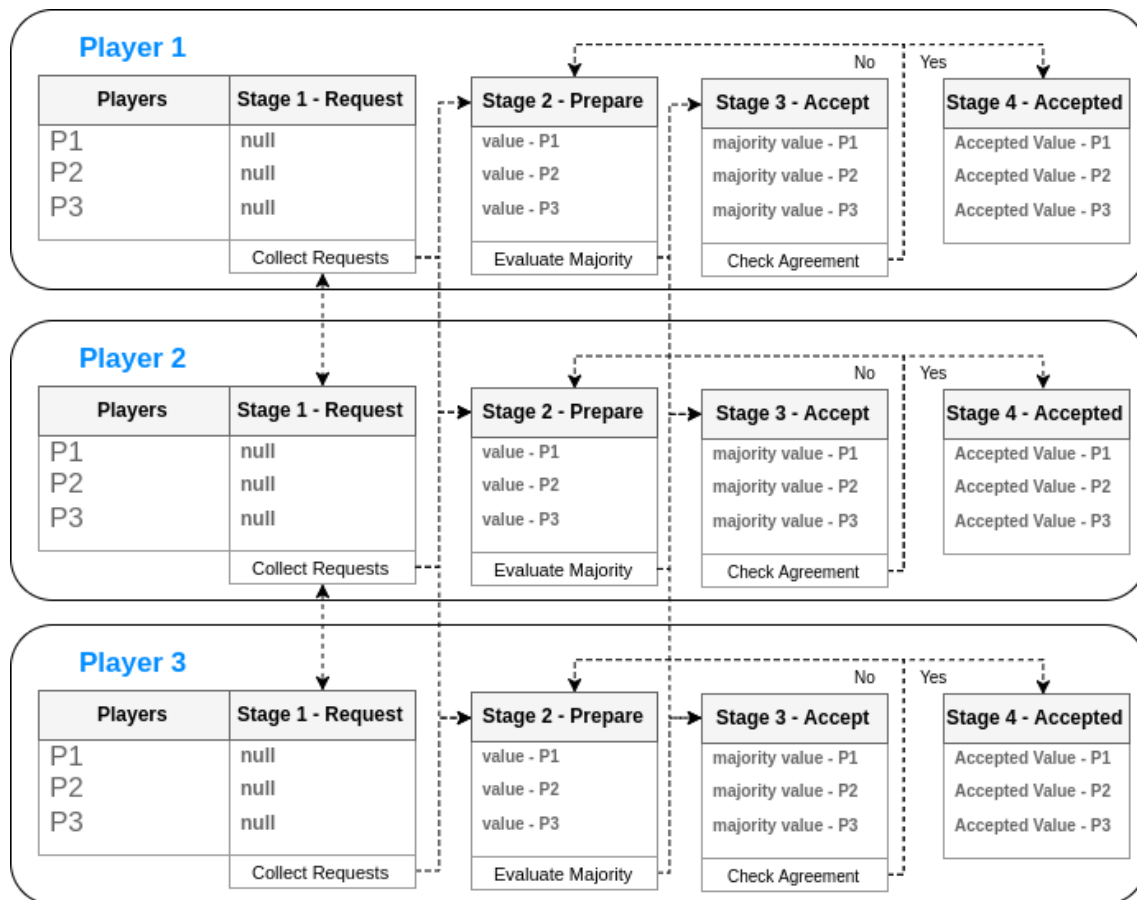 Player 1
No Yes
Players Stage 1 - Request Stage 2 - Prepare Stage 3 - Accept Stage 4 - Accepted
P1 null value - P1 majority value - P1 Accepted Value - P1
P2 null value - P2 majority value - P2 Accepted Value - P2
P3 null value - P3 majority value - P3 Accepted Value - P3
Collect Requests Evaluate Majority Check Agreement
Player 2
No Yes
Players Stage 1 - Request Stage 2 - Prepare Stage 3 - Accept Stage 4 - Accepted
P1 null value - P1 majority value - P1 Accepted Value - P1
P2 null value - P2 majority value - P2 Accepted Value - P2
P3 null value - P3 majority value - P3 Accepted Value - P3
Collect Requests Evaluate Majority Check Agreement
Player 3
No Yes
Players Stage 1 - Request Stage 2 - Prepare Stage 3 - Accept Stage 4 - Accepted
P1 null value - P1 majority value - P1 Accepted Value - P1
P2 null value - P2 majority value - P2 Accepted Value - P2
P3 null value - P3 majority value - P3 Accepted Value - P3
Collect Requests Evaluate Majority Check Agreement